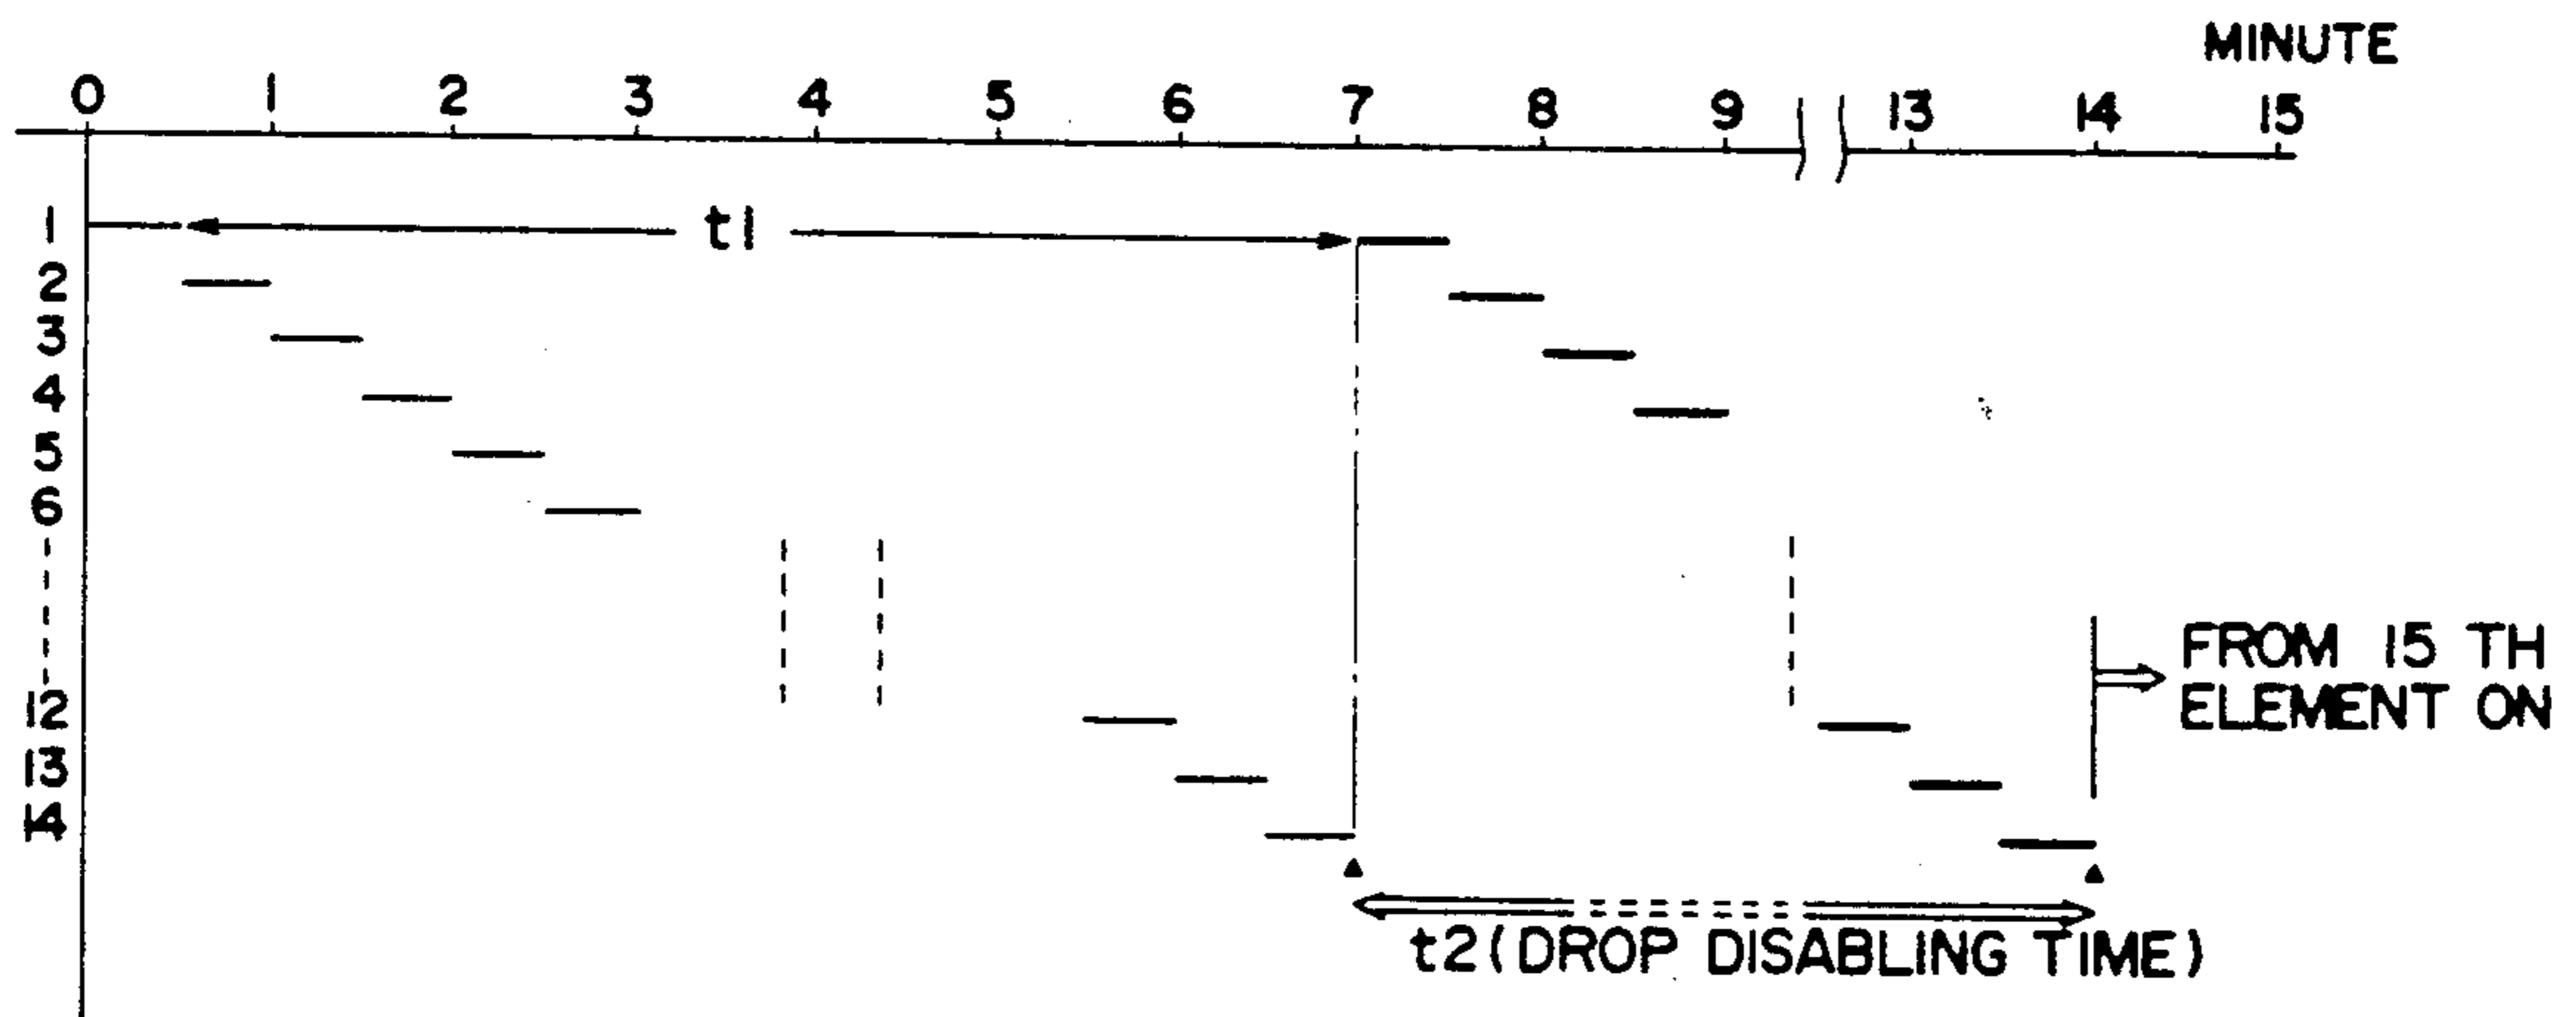 MINUTE
0 1 2 3 4 5 6 7 8 9 13 14 15
1
t1
2
3
4
5
6
12
13
14
FROM 15 TH
ELEMENT ON
t2 (DROP DISABLING TIME)